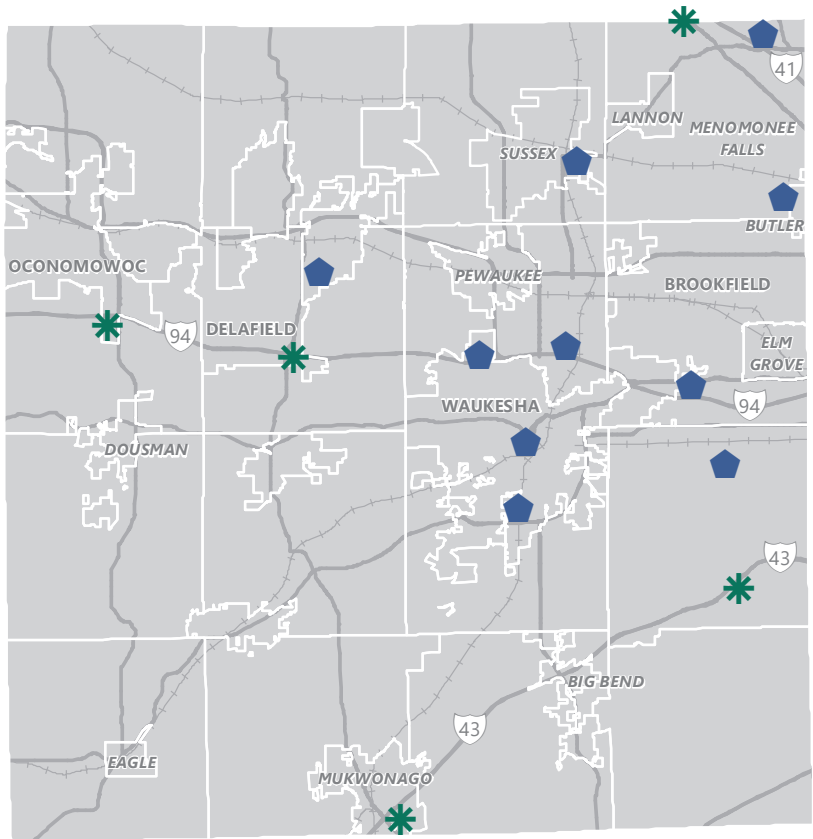 41
LANNON
MENOMONEE
FALLS
SUSSEX
BUTLER
OCONOMOWOC
PEWAUKEE
BROOKFIELD
94
DELAFIELD
ELM
GROVE
WAUKESHA
94
DOUSMAN
43
BIG BEND
43
EAGLE
MUKWONAGO